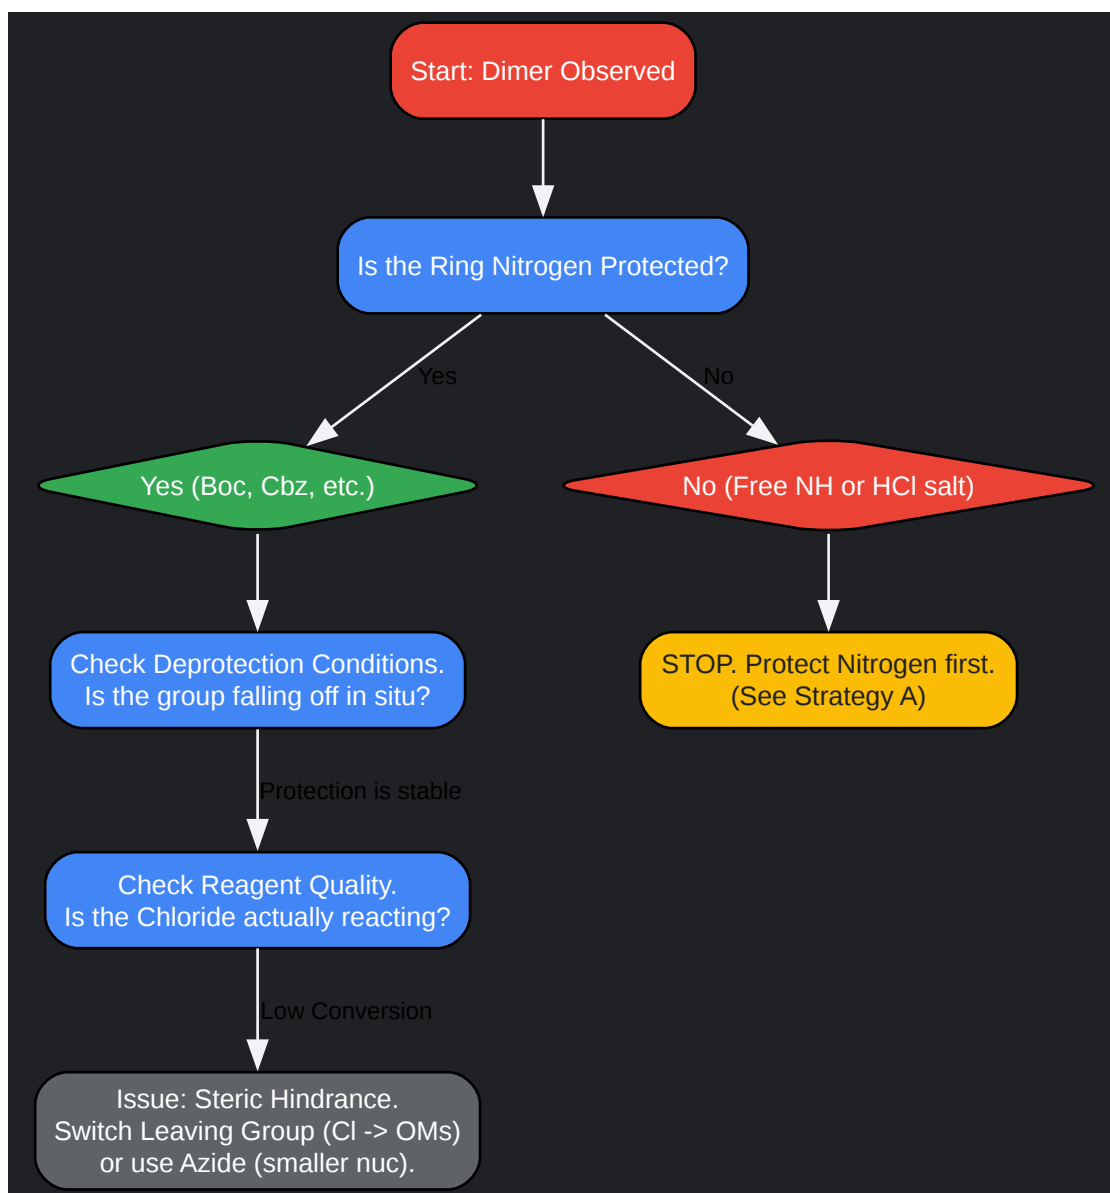 Start: Dimer Observed
Is the Ring Nitrogen Protected?
Yes
No
Yes (Boc, Cbz, etc.)
No (Free NH or HCl salt)
Check Deprotection Conditions.
Is the group falling off in situ?
STOP. Protect Nitrogen first.
(See Strategy A)
Protection is stable
Check Reagent Quality.
Is the Chloride actually reacting?
Low Conversion
Issue: Steric Hindrance.
Switch Leaving Group (Cl -> OMs)
or use Azide (smaller nuc).